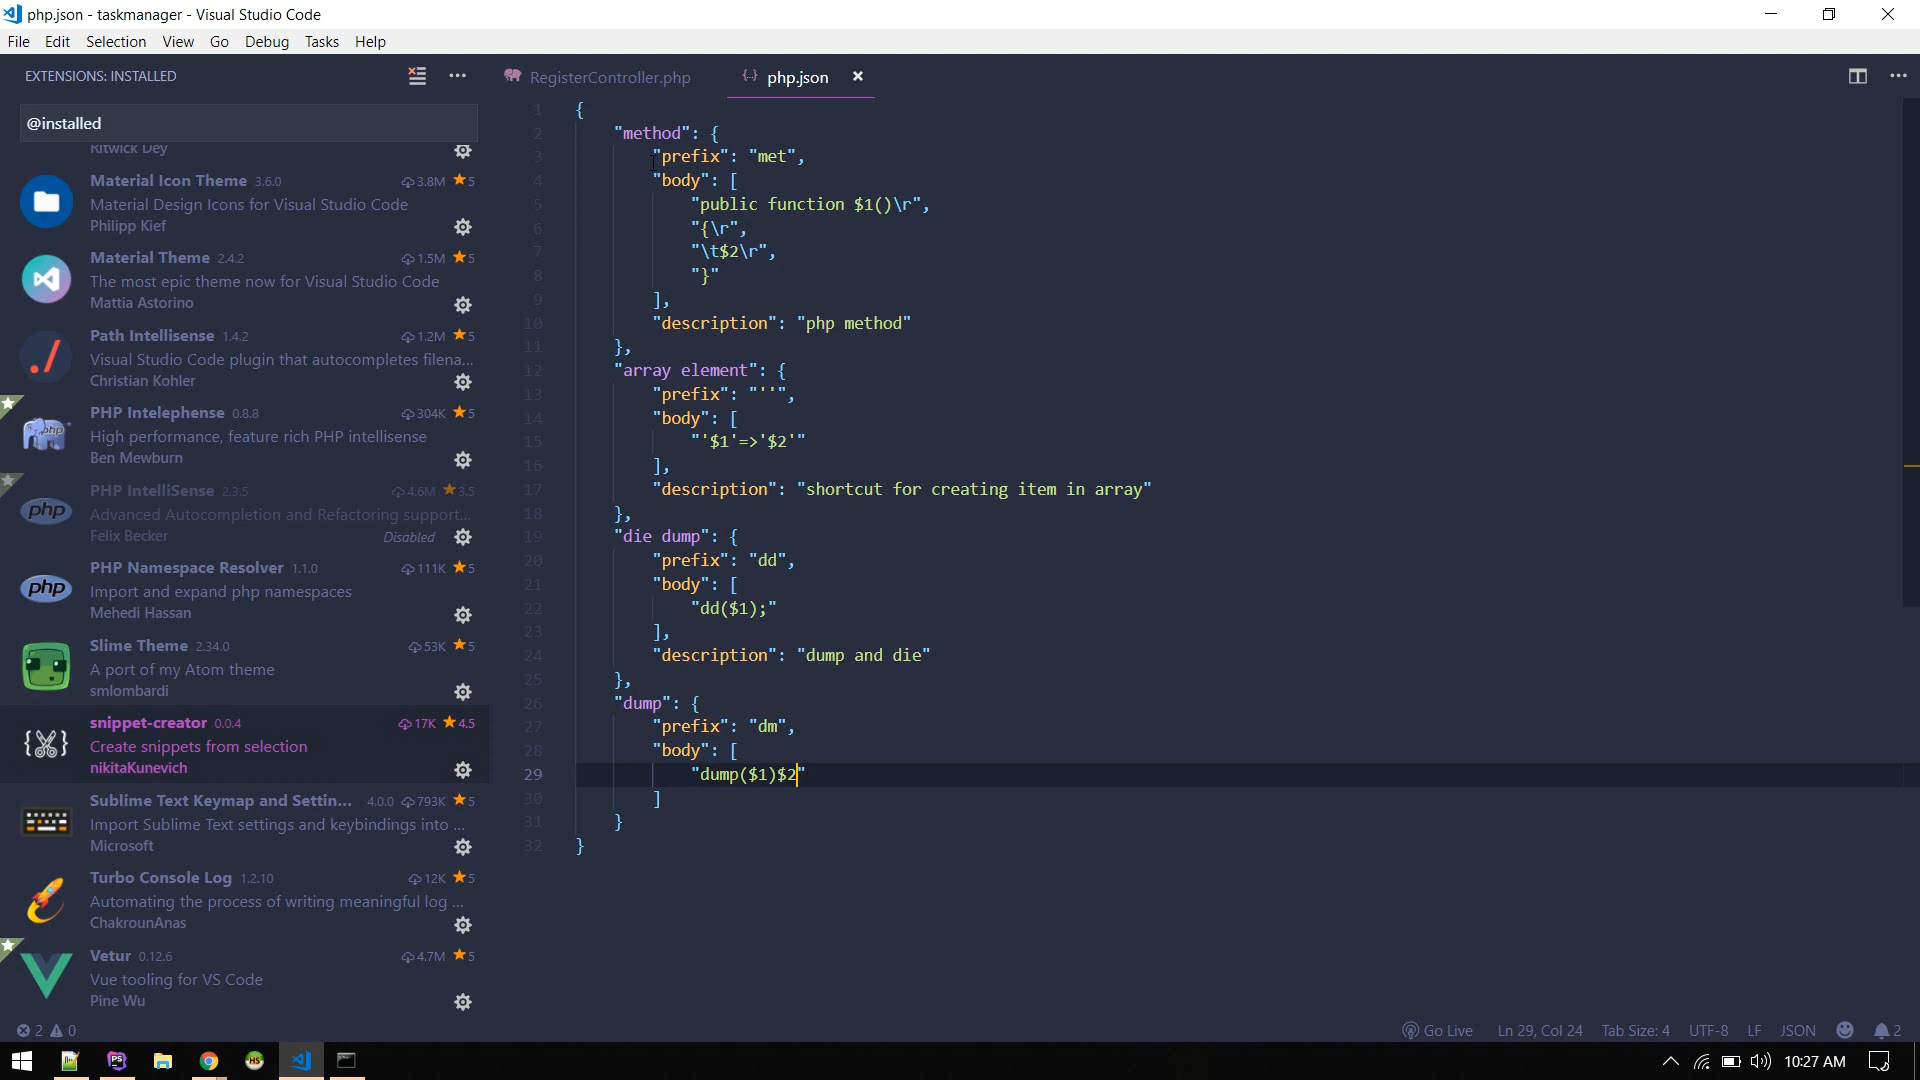 php.json - taskmanager - Visual Studio Code
File Edit Selection View Go Debug Tasks Help
EXTENSIONS: INSTALLED
@installed
Ritwick Dey
Material Icon Theme 3.6.0 3.8M 5
Material Design Icons for Visual Studio Code
Philipp Kief
Material Theme 2.4.2 1.5M 5
The most epic theme now for Visual Studio Code
Mattia Astorino
Path Intellisense 1.4.2 1.2M 5
Visual Studio Code plugin that autocompletes filena...
Christian Kohler
PHP Intelephense 0.8.8 304K 5
php
High performance, feature rich PHP intellisense
Ben Mewburn
PHP IntelliSense 2.3.5 4.6M 3.5
php
Advanced Autocompletion and Refactoring support...
Felix Becker Disabled
PHP Namespace Resolver 1.1.0 111K 5
php
Import and expand php namespaces
Mehedi Hassan
Slime Theme 2.34.0 53K 5
A port of my Atom theme
smlombardi
snippet-creator 0.0.4 17K 4.5
Create snippets from selection
nikitaKunevich
Sublime Text Keymap and Settin... 4.0.0 793K 5
Import Sublime Text settings and keybindings into ...
Microsoft
Turbo Console Log 1.2.10 12K 5
Automating the process of writing meaningful log ...
ChakrounAnas
Vetur 0.12.6 4.7M 5
Vue tooling for VS Code
Pine Wu
RegisterController.php {} php.json
1 {
2 "method": {
3 "prefix": "met",
4 "body": [
5 "public function $1()\r",
6 "{\r",
7 "\t$2\r",
8 "}"
9 ],
10 "description": "php method"
11 },
12 "array element": {
13 "prefix": "''",
14 "body": [
15 "'$1'=>'$2'"
16 ],
17 "description": "shortcut for creating item in array"
18 },
19 "die dump": {
20 "prefix": "dd",
21 "body": [
22 "dd($1);"
23 ],
24 "description": "dump and die"
25 },
26 "dump": {
27 "prefix": "dm",
28 "body": [
29 "dump($1)$2"
30 ]
31 }
32 }
2 0 Go Live Ln 29, Col 24 Tab Size: 4 UTF-8 LF JSON 2
PS HS 10:27 AM